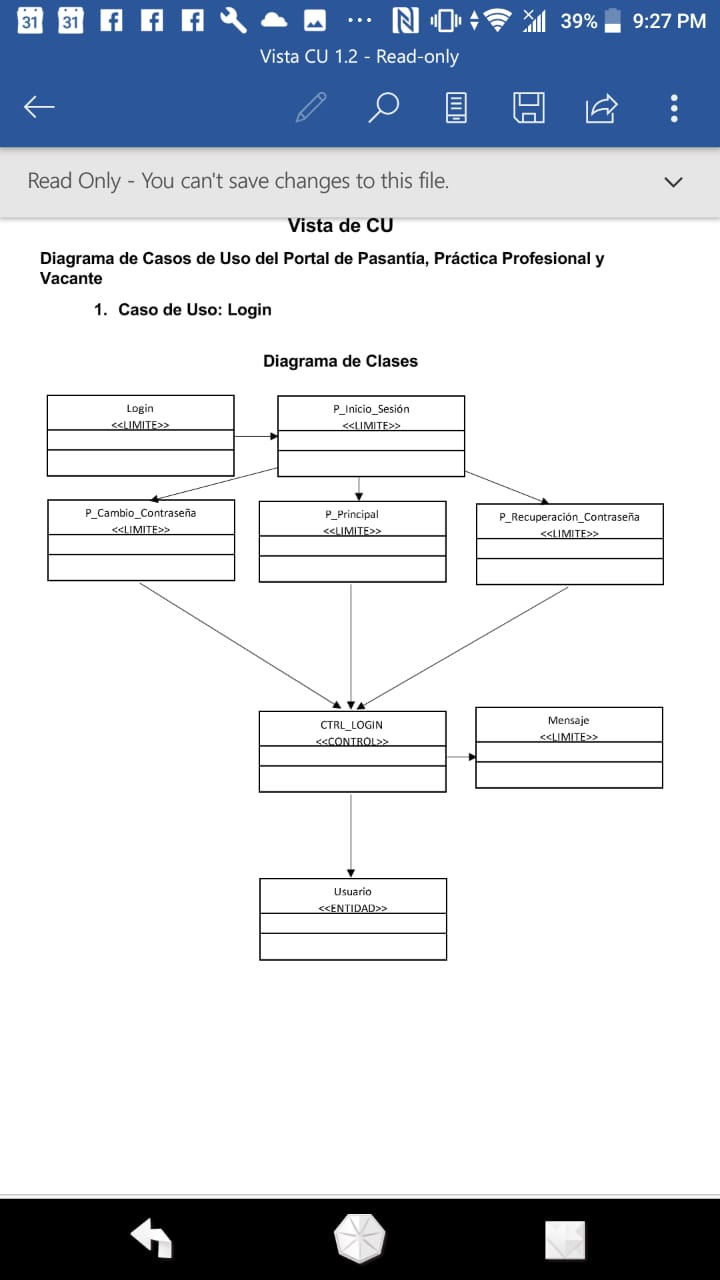 31 31 39% 9:27 PM
Vista CU 1.2 - Read-only
Read Only - You can't save changes to this file.
Vista de CU
Diagrama de Casos de Uso del Portal de Pasantía, Práctica Profesional y
Vacante
1. Caso de Uso: Login
Diagrama de Clases
Login
<<LIMITE>>
P_Inicio_Sesión
<<LIMITE>>
P_Cambio_Contraseña
<<LIMITE>>
P_Principal
<<LIMITE>>
P_Recuperación_Contraseña
<<LIMITE>>
CTRL_LOGIN
<<CONTROL>>
Mensaje
<<LIMITE>>
Usuario
<<ENTIDAD>>